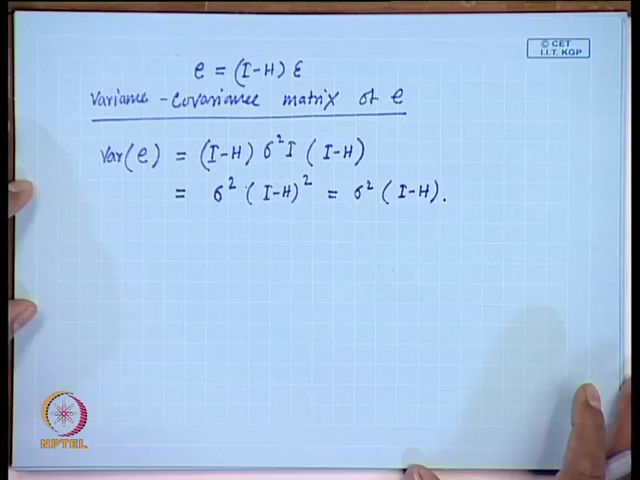 © CET
I.I.T. KGP
e = (I-H) ε
Variance - Covariance matrix of e
Var(e) = (I-H) σ²I (I-H)
= σ² (I-H)² = σ² (I-H).
NPTEL